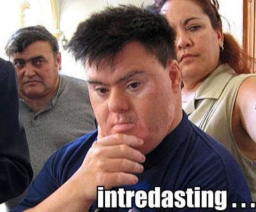 intredasting . . .